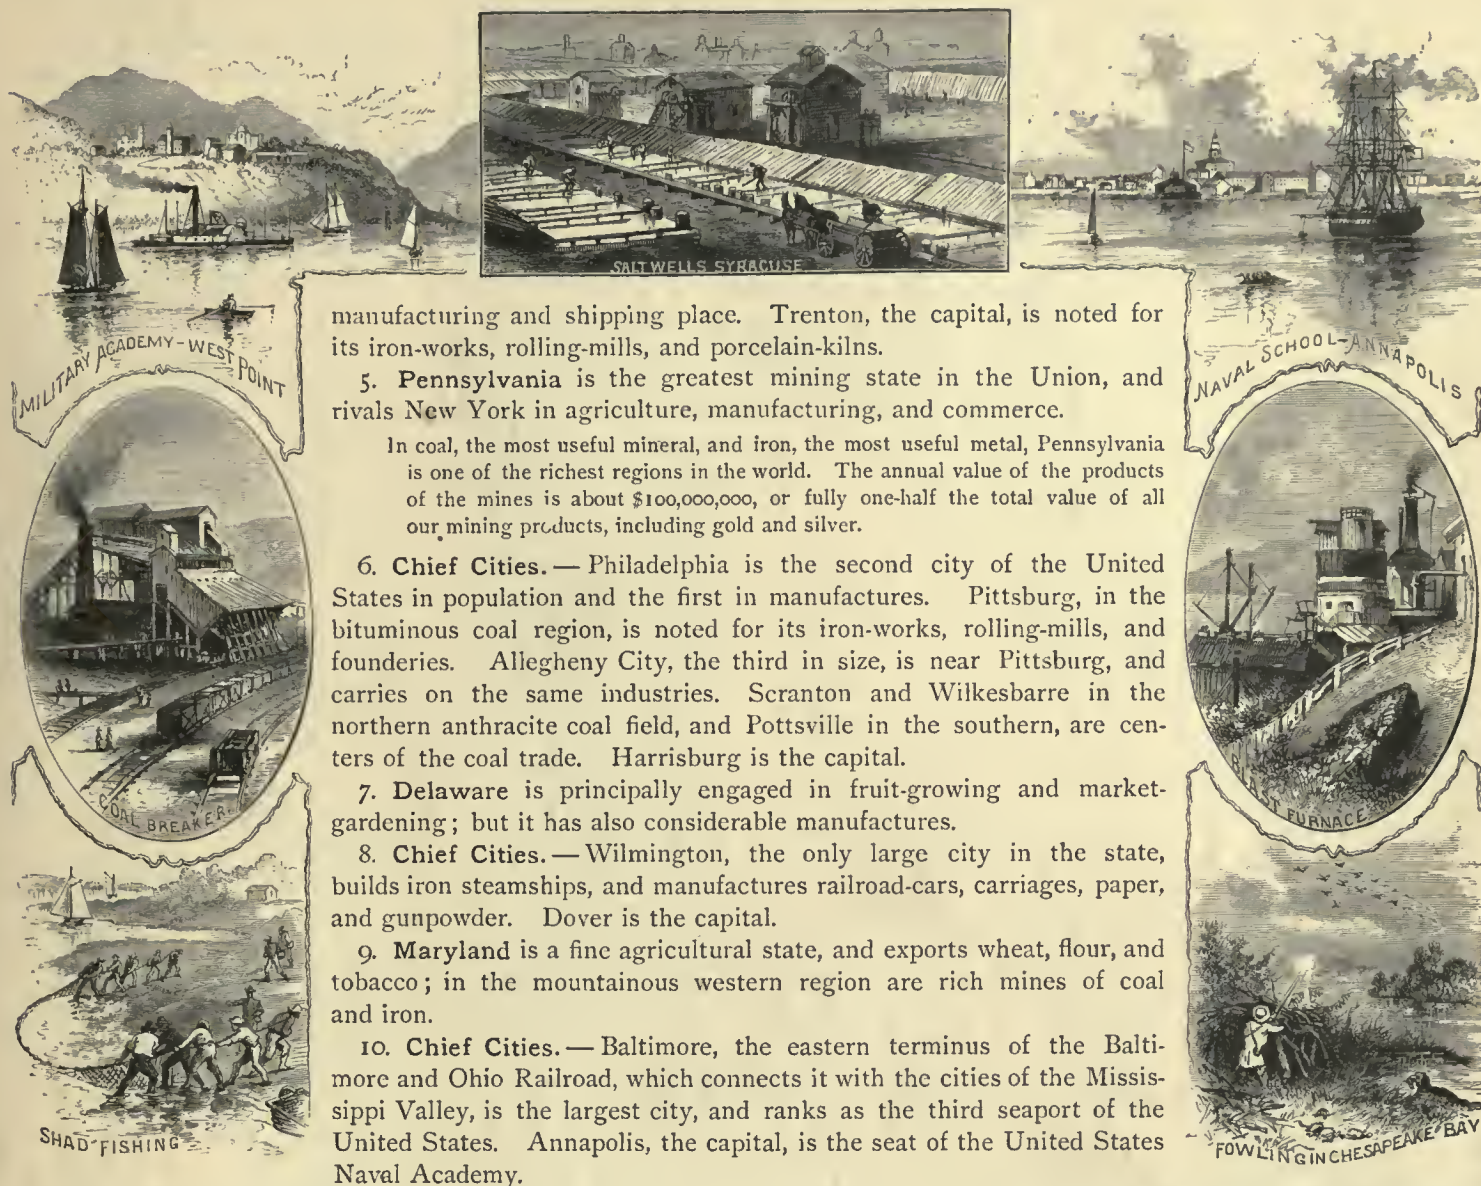 SALT WELLS SYRACUSE
MILITARY ACADEMY-WEST POINT
NAVAL SCHOOL-ANNAPOLIS
manufacturing and shipping place. Trenton, the capital, is noted for
its iron-works, rolling-mills, and porcelain-kilns.
5. Pennsylvania is the greatest mining state in the Union, and
rivals New York in agriculture, manufacturing, and commerce.
In coal, the most useful mineral, and iron, the most useful metal, Pennsylvania
is one of the richest regions in the world. The annual value of the products
of the mines is about $100,000,000, or fully one-half the total value of all
our mining products, including gold and silver.
6. Chief Cities.—Philadelphia is the second city of the United
States in population and the first in manufactures. Pittsburg, in the
bituminous coal region, is noted for its iron-works, rolling-mills, and
founderies. Allegheny City, the third in size, is near Pittsburg, and
carries on the same industries. Scranton and Wilkesbarre in the
northern anthracite coal field, and Pottsville in the southern, are cen-
ters of the coal trade. Harrisburg is the capital.
7. Delaware is principally engaged in fruit-growing and market-
gardening; but it has also considerable manufactures.
8. Chief Cities.—Wilmington, the only large city in the state,
builds iron steamships, and manufactures railroad-cars, carriages, paper,
and gunpowder. Dover is the capital.
9. Maryland is a fine agricultural state, and exports wheat, flour, and
tobacco; in the mountainous western region are rich mines of coal
and iron.
10. Chief Cities.—Baltimore, the eastern terminus of the Balti-
more and Ohio Railroad, which connects it with the cities of the Missis-
sippi Valley, is the largest city, and ranks as the third seaport of the
United States. Annapolis, the capital, is the seat of the United States
Naval Academy.
COAL BREAKER
BLAST FURNACE
SHAD FISHING
FOWLING IN CHESAPEAKE BAY